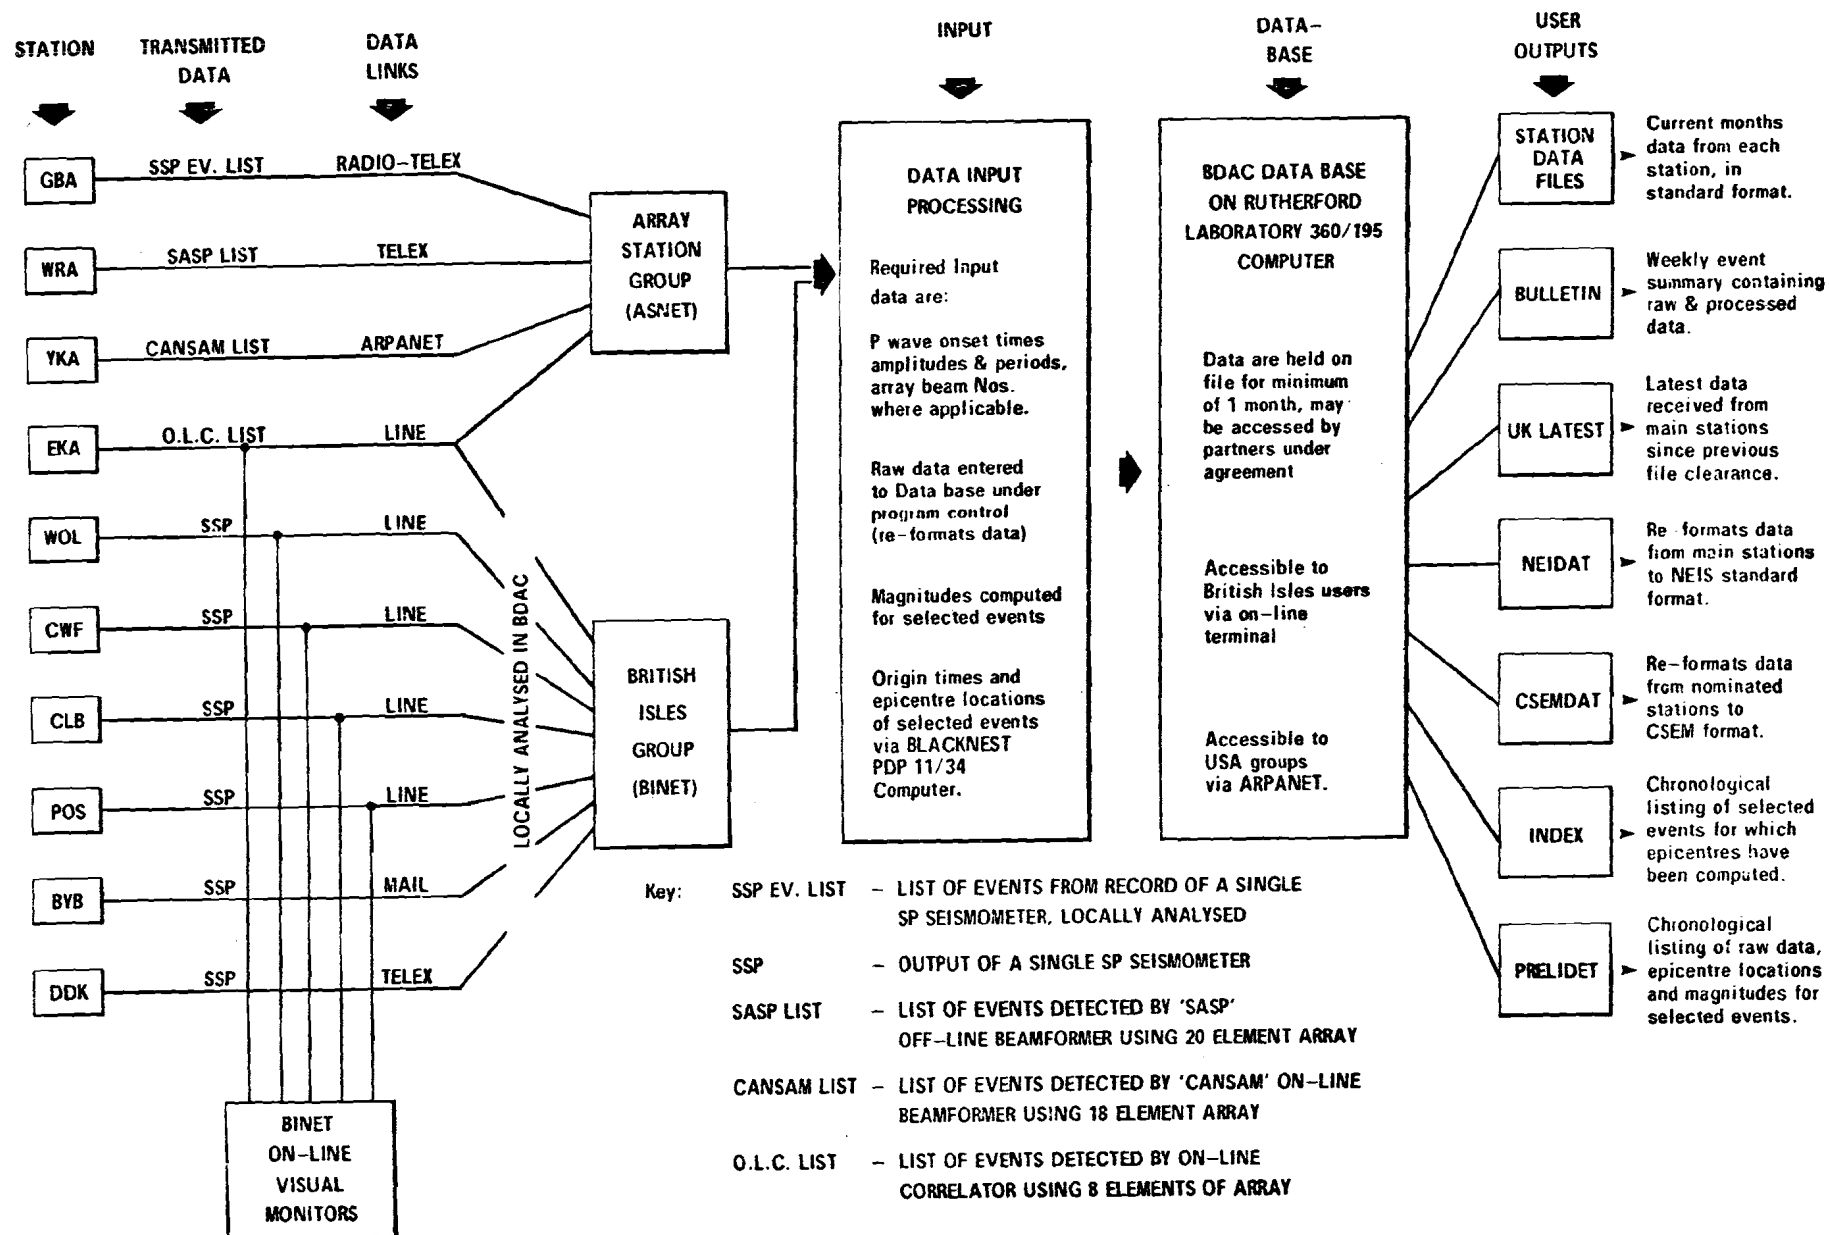 STATION
TRANSMITTED
DATA
DATA
LINKS
INPUT
DATA–
BASE
USER
OUTPUTS
GBA
SSP EV. LIST
RADIO–TELEX
WRA
SASP LIST
TELEX
YKA
CANSAM LIST
ARPANET
EKA
O.L.C. LIST
LINE
WOL
SSP
LINE
CWF
SSP
LINE
CLB
SSP
LINE
POS
SSP
LINE
BYB
SSP
MAIL
DDK
SSP
TELEX
BINET
ON–LINE
VISUAL
MONITORS
LOCALLY ANALYSED IN BDAC
ARRAY
STATION
GROUP
(ASNET)
BRITISH
ISLES
GROUP
(BINET)
DATA INPUT
PROCESSING
Required Input
data are:
P wave onset times
amplitudes & periods,
array beam Nos.
where applicable.
Raw data entered
to Data base under
program control
(re–formats data)
Magnitudes computed
for selected events
Origin times and
epicentre locations
of selected events
via BLACKNEST
PDP 11/34
Computer.
BDAC DATA BASE
ON RUTHERFORD
LABORATORY 360/195
COMPUTER
Data are held on
file for minimum
of 1 month, may
be accessed by
partners under
agreement
Accessible to
British Isles users
via on–line
terminal
Accessible to
USA groups
via ARPANET.
STATION
DATA
FILES
Current months
data from each
station, in
standard format.
BULLETIN
Weekly event
summary containing
raw & processed
data.
UK LATEST
Latest data
received from
main stations
since previous
file clearance.
NEIDAT
Re–formats data
from main stations
to NEIS standard
format.
CSEMDAT
Re–formats data
from nominated
stations to
CSEM format.
INDEX
Chronological
listing of selected
events for which
epicentres have
been computed.
PRELIDET
Chronological
listing of raw data,
epicentre locations
and magnitudes for
selected events.
Key:
SSP EV. LIST – LIST OF EVENTS FROM RECORD OF A SINGLE
SP SEISMOMETER, LOCALLY ANALYSED
SSP – OUTPUT OF A SINGLE SP SEISMOMETER
SASP LIST – LIST OF EVENTS DETECTED BY 'SASP'
OFF–LINE BEAMFORMER USING 20 ELEMENT ARRAY
CANSAM LIST – LIST OF EVENTS DETECTED BY 'CANSAM' ON–LINE
BEAMFORMER USING 18 ELEMENT ARRAY
O.L.C. LIST – LIST OF EVENTS DETECTED BY ON–LINE
CORRELATOR USING 8 ELEMENTS OF ARRAY